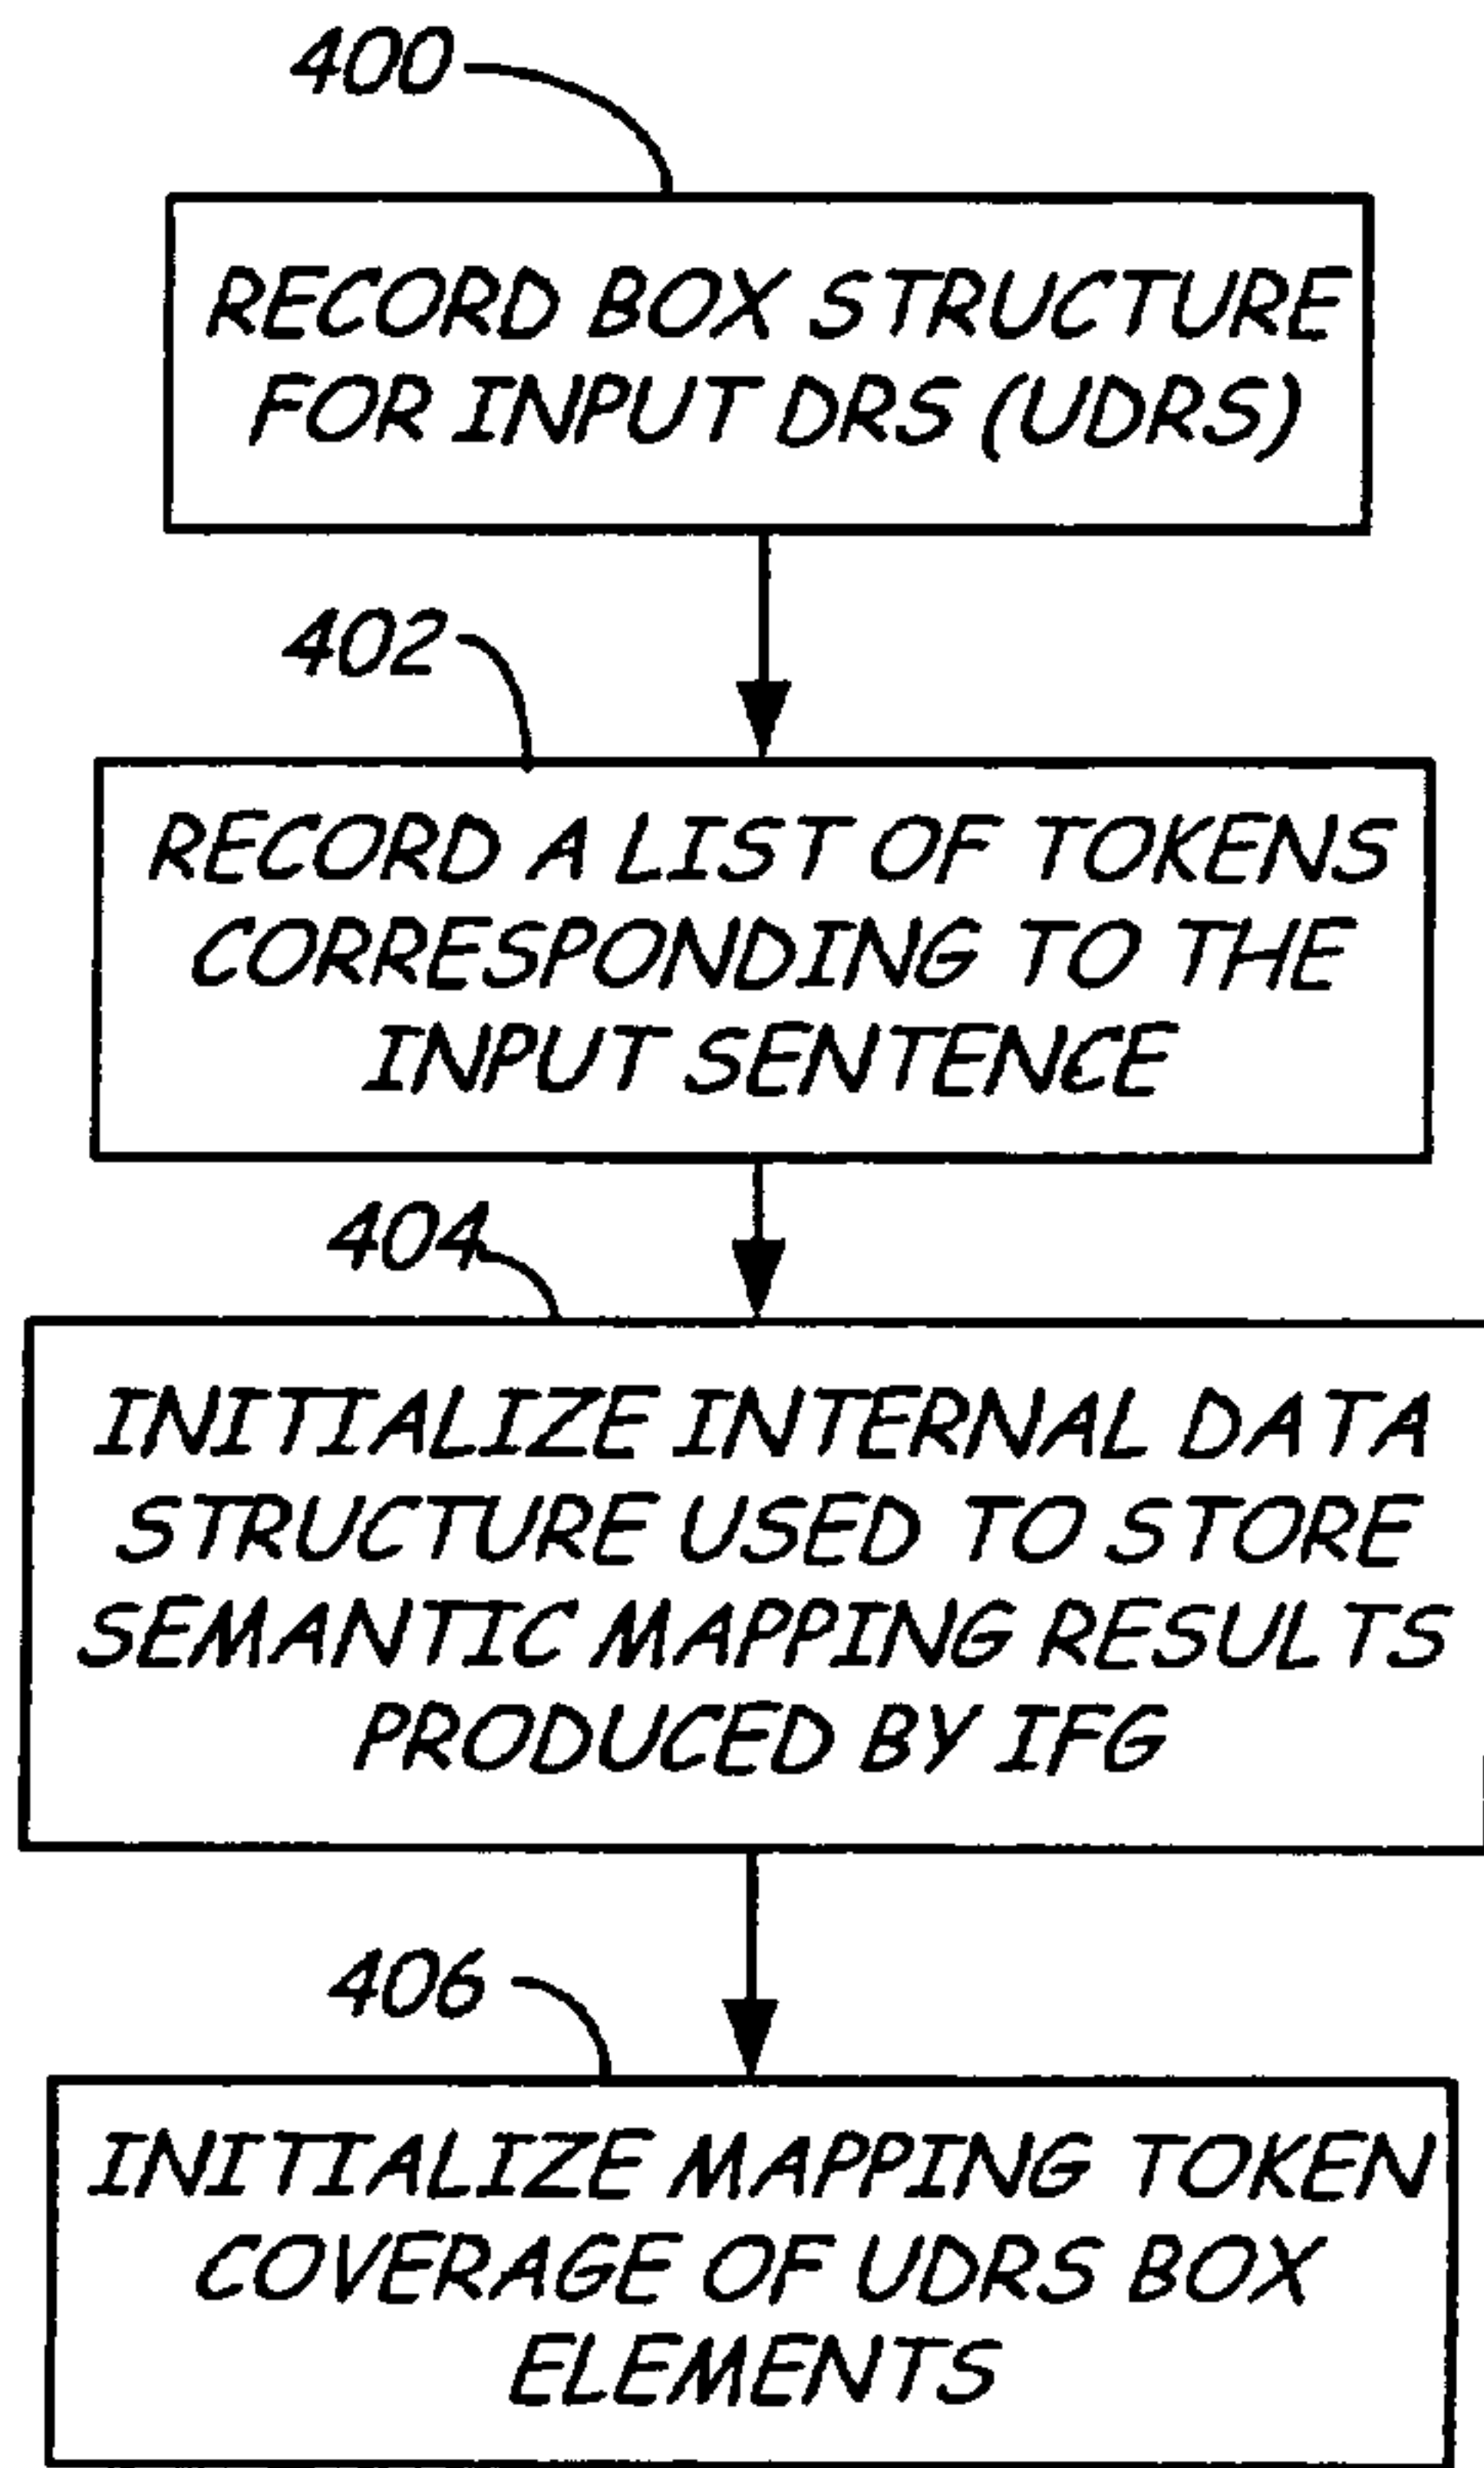 400
RECORD BOX STRUCTURE
FOR INPUT DRS (UDRS)
402
RECORD A LIST OF TOKENS
CORRESPONDING TO THE
INPUT SENTENCE
404
INITIALIZE INTERNAL DATA
STRUCTURE USED TO STORE
SEMANTIC MAPPING RESULTS
PRODUCED BY IFG
406
INITIALIZE MAPPING TOKEN
COVERAGE OF UDRS BOX
ELEMENTS